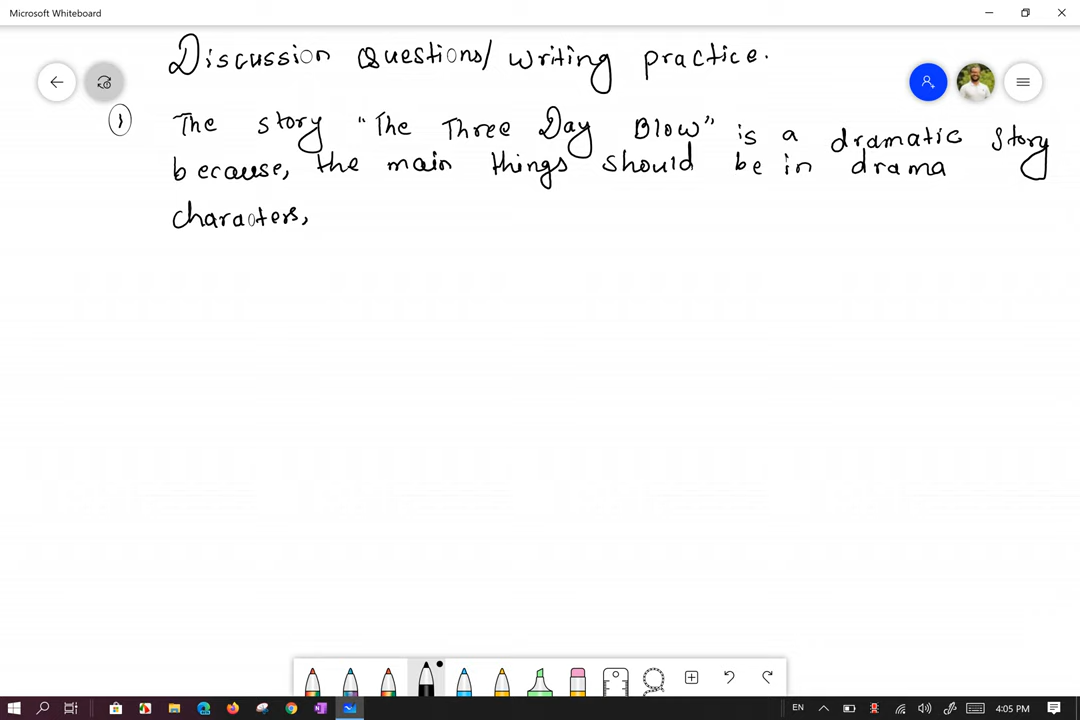 Microsoft Whiteboard
Discussion Questions/ writing practice.
① The story "The Three Day Blow" is a dramatic story
because, the main things should be in drama
characters,
EN 4:05 PM